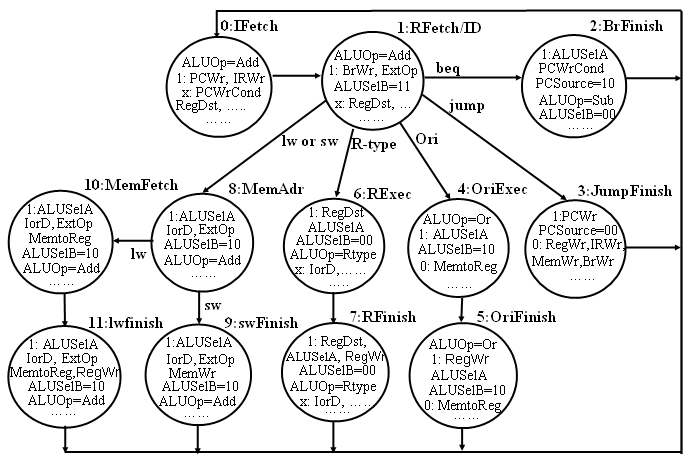 0:IFetch
ALUOp=Add
1: PCWr, IRWr
x: PCWrCond
RegDst, .....
......
1:RFetch/ID
ALUOp=Add
1: BrWr, ExtOp
ALUSelB=11
x: RegDst, ...
......
2:BrFinish
1:ALUSelA
PCWrCond
PCSource=10
ALUOp=Sub
ALUSelB=00
......
beq
jump
lw or sw
R-type
Ori
10:MemFetch
1:ALUSelA
IorD, ExtOp
MemtoReg
ALUSelB=10
ALUOp=Add
......
8:MemAdr
1:ALUSelA
IorD, ExtOp
ALUSelB=10
ALUOp=Add
......
6:RExec
1: RegDst
ALUSelA
ALUSelB=00
ALUOp=Rtype
x: IorD,......
......
4:OriExec
ALUOp=Or
1: ALUSelA
ALUSelB=10
0: MemtoReg
......
3:JumpFinish
1:PCWr
PCSource=00
0: RegWr,IRWr,
MemWr,BrWr
......
lw
sw
11:lwfinish
1: ALUSelA
IorD, ExtOp
MemtoReg,RegWr
ALUSelB=10
ALUOp=Add
......
9:swFinish
1:ALUSelA
IorD, ExtOp
MemWr
ALUSelB=10
ALUOp=Add
......
7:RFinish
1: RegDst,
ALUSelA, RegWr
ALUSelB=00
ALUOp=Rtype
x: IorD, .....
......
5:OriFinish
ALUOp=Or
1: RegWr
ALUSelA
ALUSelB=10
0: MemtoReg
......